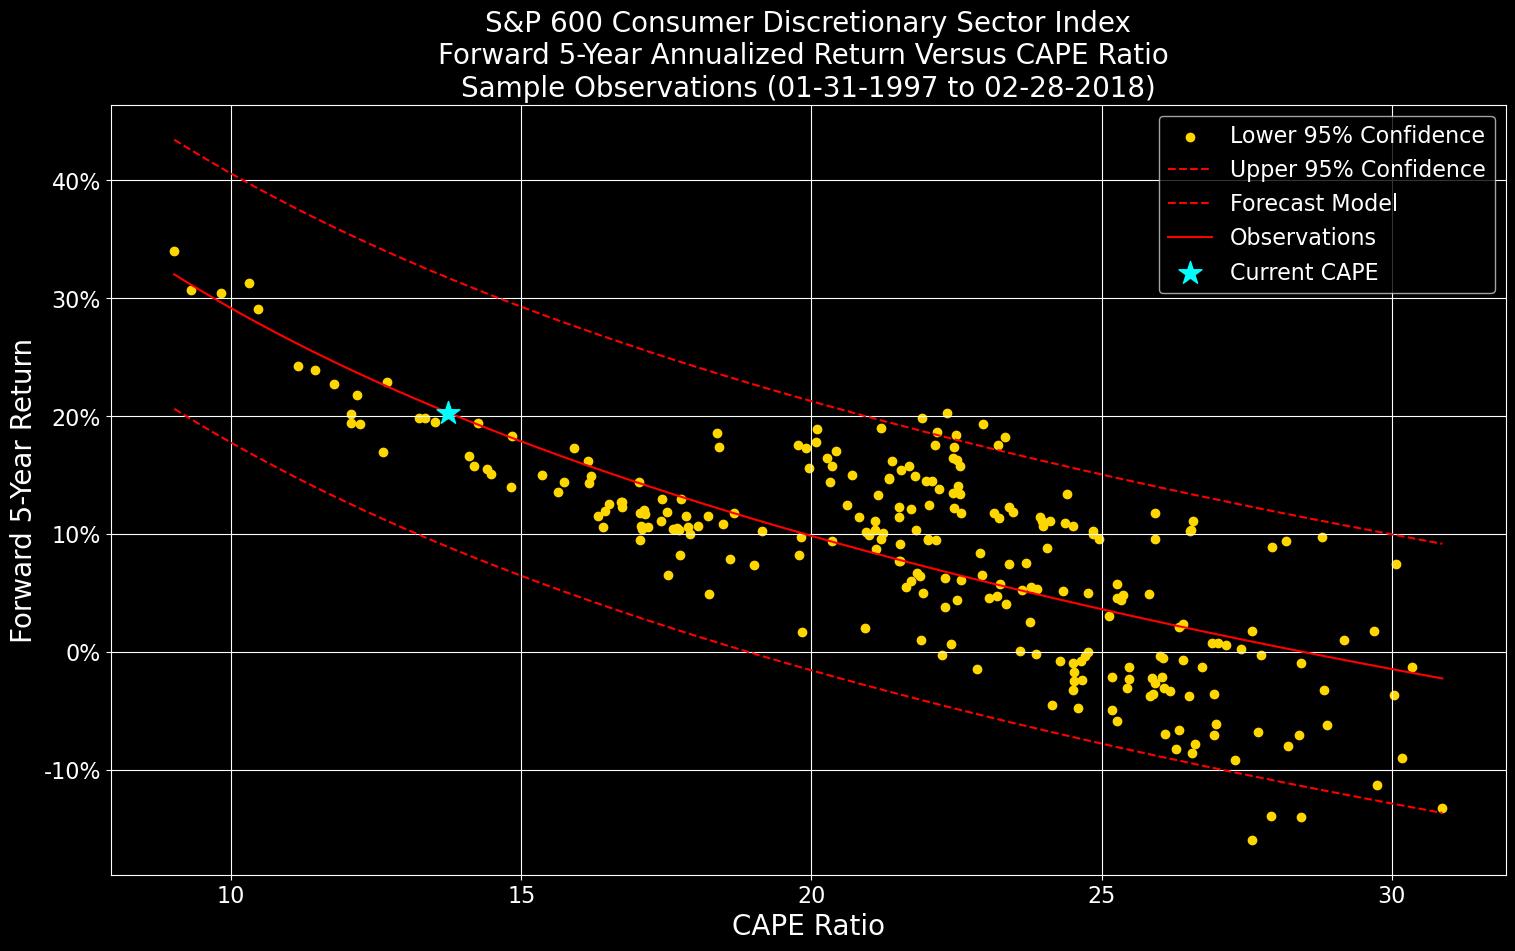 S&P 600 Consumer Discretionary Sector Index
Forward 5-Year Annualized Return Versus CAPE Ratio
Sample Observations (01-31-1997 to 02-28-2018)
Lower 95% Confidence
Upper 95% Confidence
Forecast Model
Observations
Current CAPE
Forward 5-Year Return
40%
30%
20%
10%
0%
-10%
10 15 20 25 30
CAPE Ratio